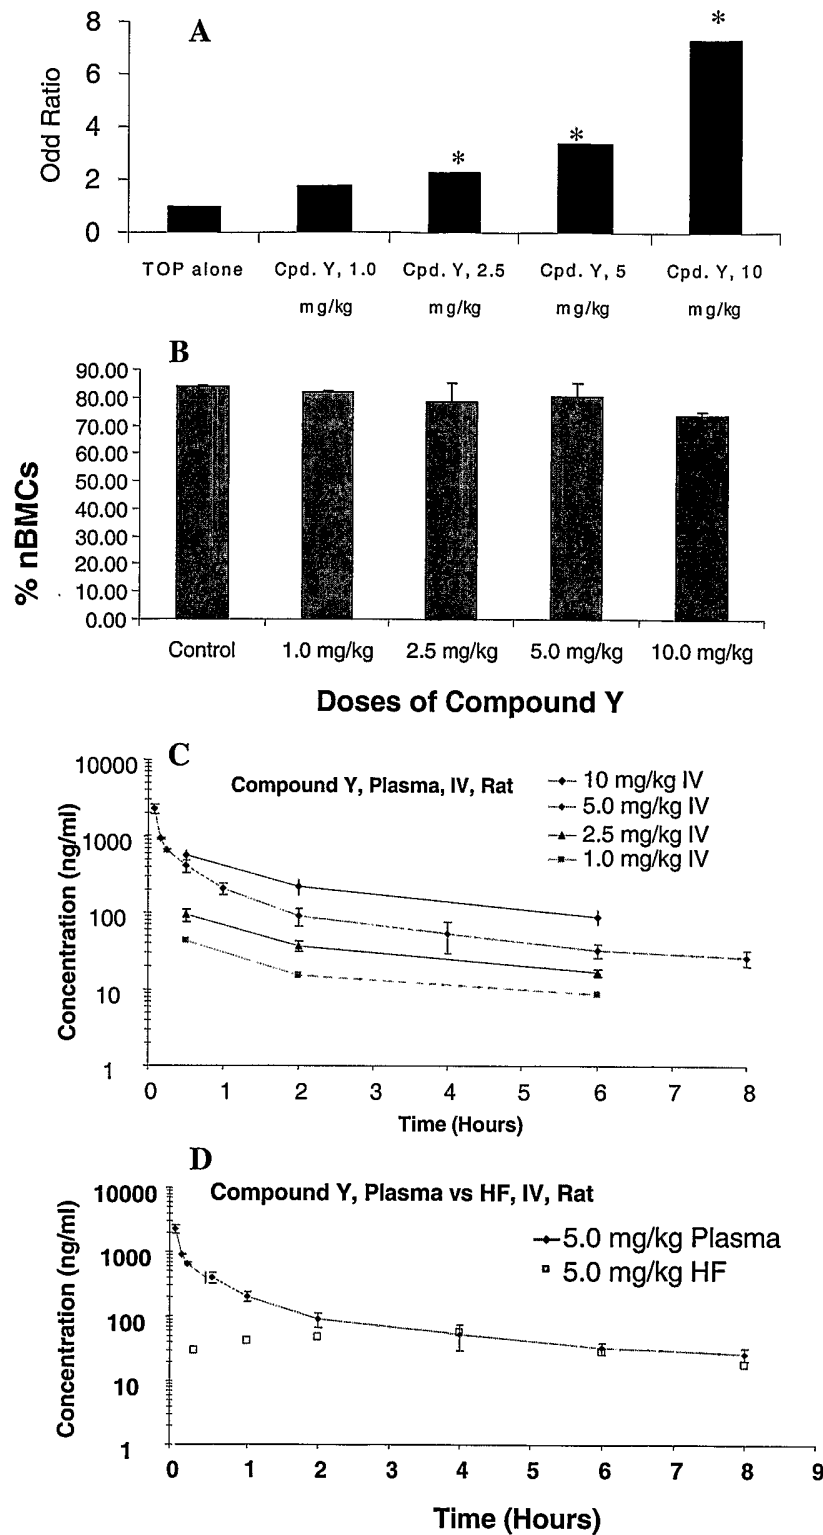 A
8
6
4
2
0
Odd Ratio
*
*
*
TOP alone
Cpd. Y, 1.0
mg/kg
Cpd. Y, 2.5
mg/kg
Cpd. Y, 5
mg/kg
Cpd. Y, 10
mg/kg
B
90.00
80.00
70.00
60.00
50.00
40.00
30.00
20.00
10.00
0.00
% nBMCs
Control
1.0 mg/kg
2.5 mg/kg
5.0 mg/kg
10.0 mg/kg
Doses of Compound Y
C
Compound Y, Plasma, IV, Rat
10 mg/kg IV
5.0 mg/kg IV
2.5 mg/kg IV
1.0 mg/kg IV
10000
1000
100
10
1
Concentration (ng/ml)
0 1 2 3 4 5 6 7 8
Time (Hours)
D
Compound Y, Plasma vs HF, IV, Rat
5.0 mg/kg Plasma
5.0 mg/kg HF
10000
1000
100
10
1
Concentration (ng/ml)
0 1 2 3 4 5 6 7 8 9
Time (Hours)